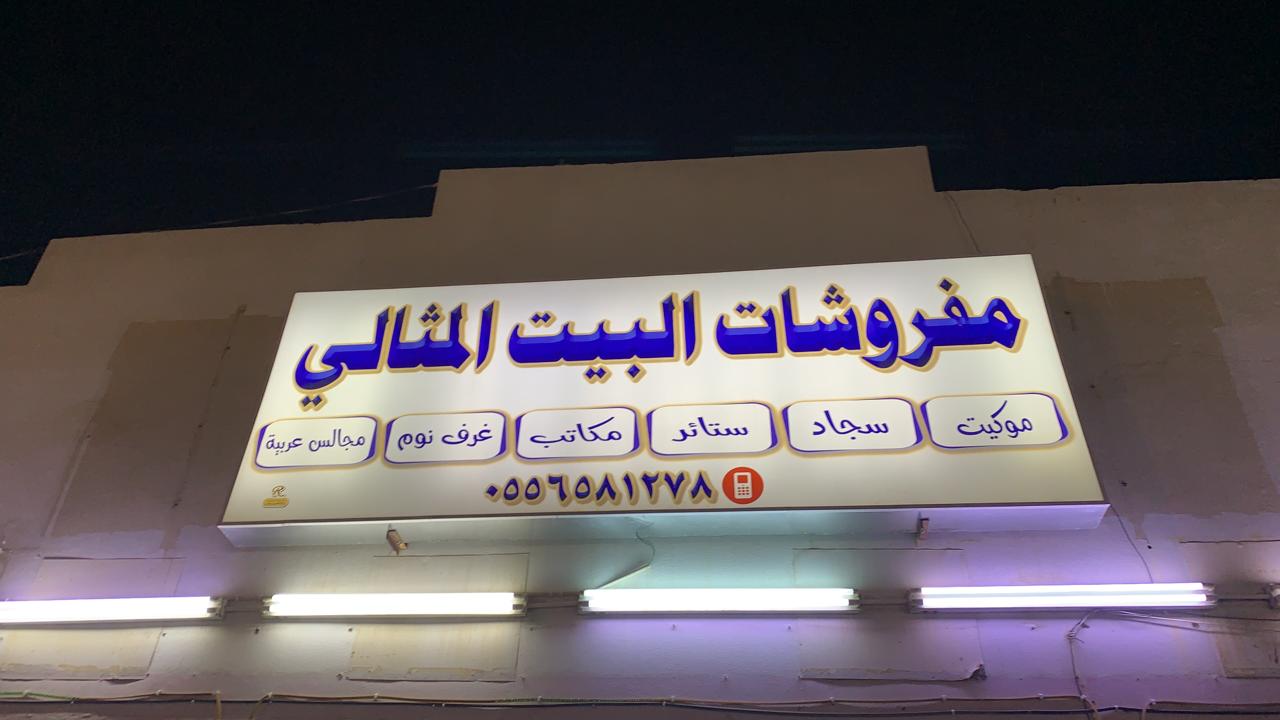 مفروشات البيت المثالي
موكيت سجاد ستائر مكاتب غرف نوم مجالس عربية
٠٥٥٦٥٨١٢٧٨